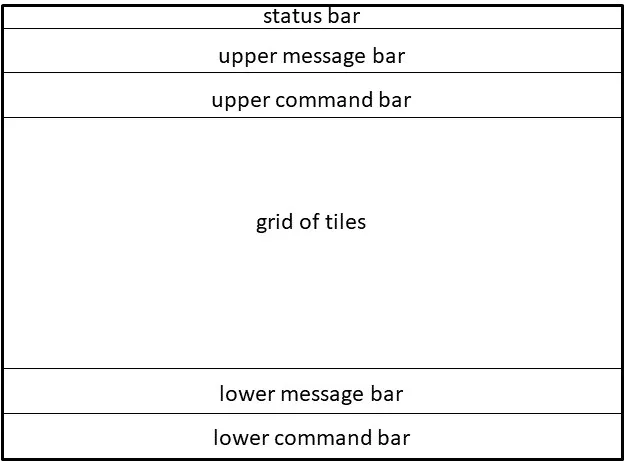 status bar
upper message bar
upper command bar
grid of tiles
lower message bar
lower command bar